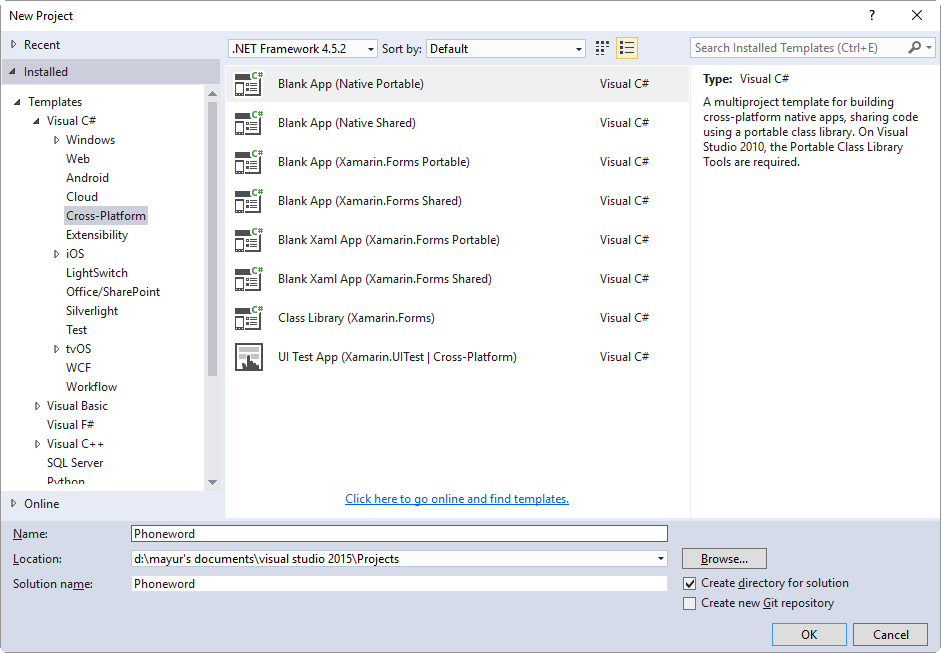 New Project
Recent
.NET Framework 4.5.2 Sort by: Default
Search Installed Templates (Ctrl+E)
Installed
Templates
Visual C#
Windows
Web
Android
Cloud
Cross-Platform
Extensibility
iOS
LightSwitch
Office/SharePoint
Silverlight
Test
tvOS
WCF
Workflow
Visual Basic
Visual F#
Visual C++
SQL Server
Python
Online
Blank App (Native Portable) Visual C#
Blank App (Native Shared) Visual C#
Blank App (Xamarin.Forms Portable) Visual C#
Blank App (Xamarin.Forms Shared) Visual C#
Blank Xaml App (Xamarin.Forms Portable) Visual C#
Blank Xaml App (Xamarin.Forms Shared) Visual C#
Class Library (Xamarin.Forms) Visual C#
UI Test App (Xamarin.UITest | Cross-Platform) Visual C#
Click here to go online and find templates.
Type: Visual C#
A multiproject template for building
cross-platform native apps, sharing code
using a portable class library. On Visual
Studio 2010, the Portable Class Library
Tools are required.
Name: Phoneword
Location: d:\mayur's documents\visual studio 2015\Projects
Browse...
Solution name: Phoneword
Create directory for solution
Create new Git repository
OK Cancel